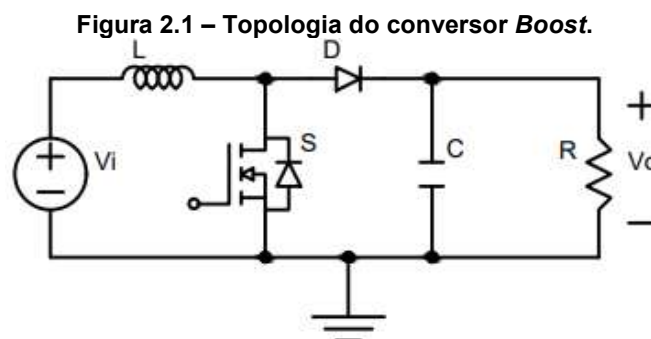 Figura 2.1 – Topologia do conversor Boost.
L
D
+
Vi
S
C
R
+
Vo
−
−